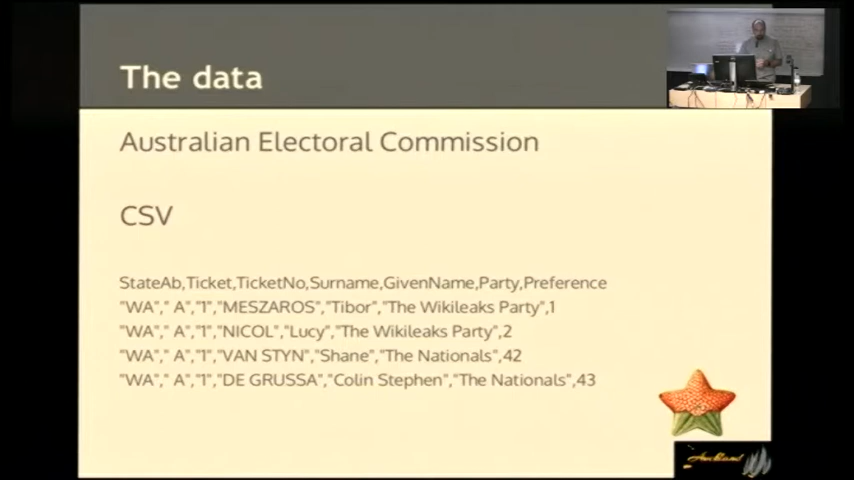 The data
Australian Electoral Commission
CSV
StateAb,Ticket,TicketNo,Surname,GivenName,Party,Preference
"WA"," A","1","MESZAROS","Tibor","The Wikileaks Party",1
"WA"," A","1","NICOL","Lucy","The Wikileaks Party",2
"WA"," A","1","VAN STYN","Shane","The Nationals",42
"WA"," A","1","DE GRUSSA","Colin Stephen","The Nationals",43
Auckland